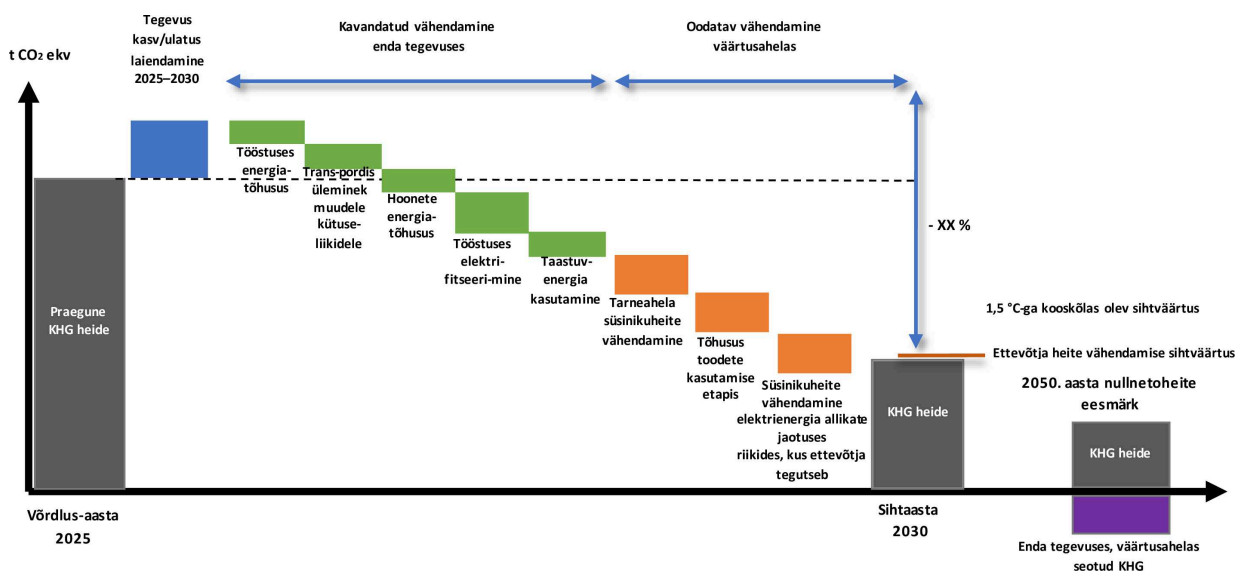 Tegevus
kasv/ulatus
laiendamine
2025–2030
Kavandatud vähendamine
enda tegevuses
Oodatav vähendamine
väärtusahelas
t CO₂ ekv
Praegune
KHG heide
Tööstuses
energia-
tõhusus
Trans-pordis
üleminek
muudele
kütuse-
liikidele
Hoonete
energia-
tõhusus
Tööstuses
elektri-
fitseeri-mine
Taastuv-
energia
kasutamine
Tarneahela
süsinikuheite
vähendamine
Tõhusus
toodete
kasutamise
etapis
Süsinikuheite
vähendamine
elektrienergia allikate
jaotuses
riikides, kus ettevõtja
tegutseb
- XX %
1,5 °C-ga kooskõlas olev sihtväärtus
Ettevõtja heite vähendamise sihtväärtus
2050. aasta nullnetoheite
eesmärk
KHG heide
KHG heide
Võrdlus-aasta
2025
Sihtaasta
2030
Enda tegevuses, väärtusahelas
seotud KHG